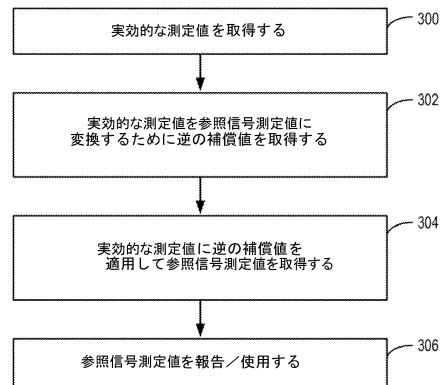 実効的な測定値を取得する
300
実効的な測定値を参照信号測定値に
変換するために逆の補償値を取得する
302
実効的な測定値に逆の補償値を
適用して参照信号測定値を取得する
304
参照信号測定値を報告／使用する
306